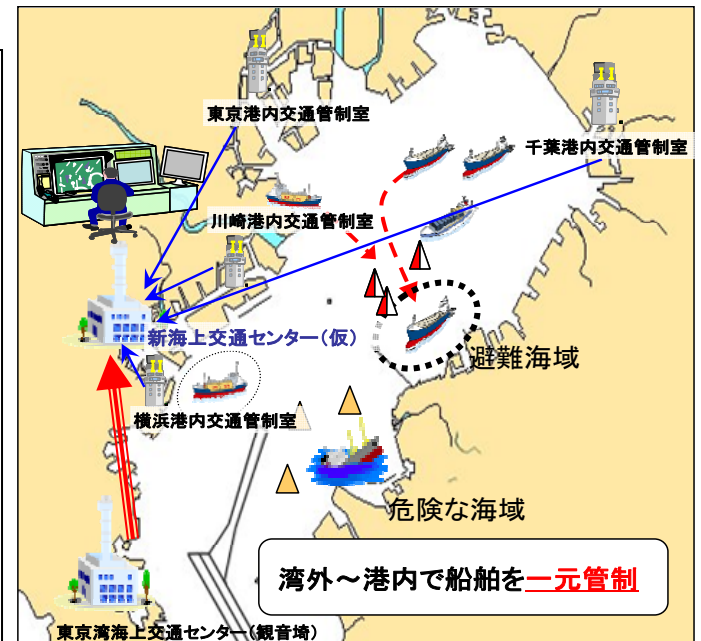 東京港内交通管制室
千葉港内交通管制室
川崎港内交通管制室
新海上交通センター(仮)
避難海域
横浜港内交通管制室
危険な海域
湾外～港内で船舶を一元管制
東京湾海上交通センター(観音埼)